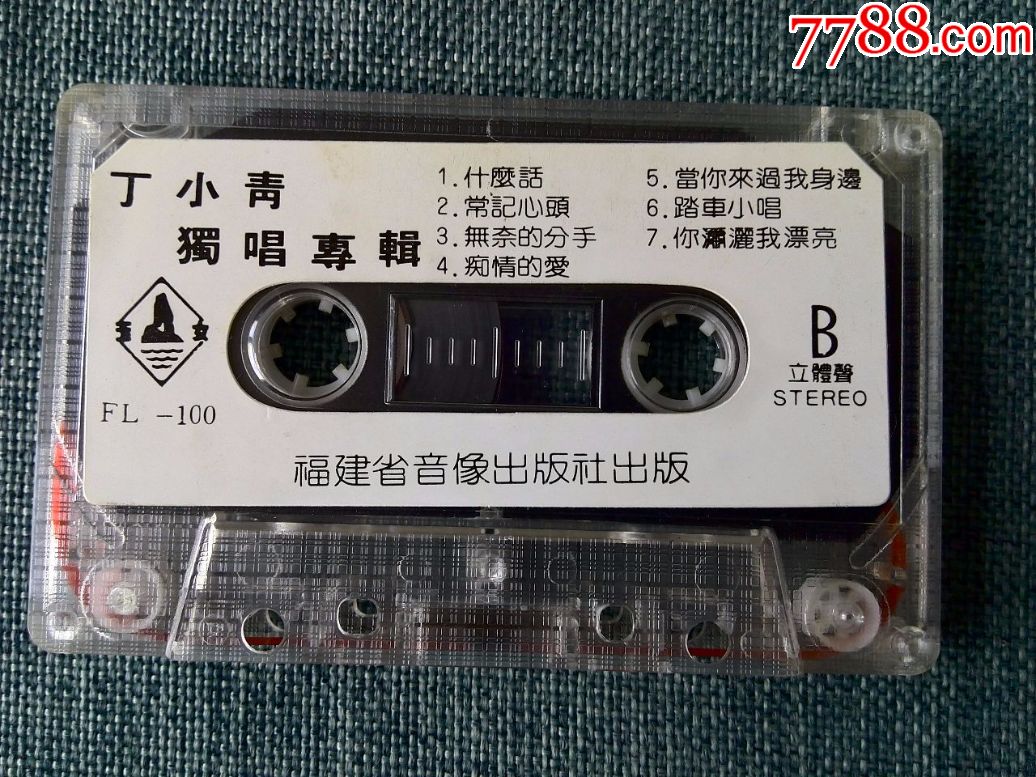 7788.com
丁小青
獨唱專輯
1.什麼話
2.常記心頭
3.無奈的分手
4.痴情的愛
5.當你來過我身邊
6.踏車小唱
7.你瀟灑我漂亮
玉女
FL -100
B
立體聲
STEREO
福建省音像出版社出版